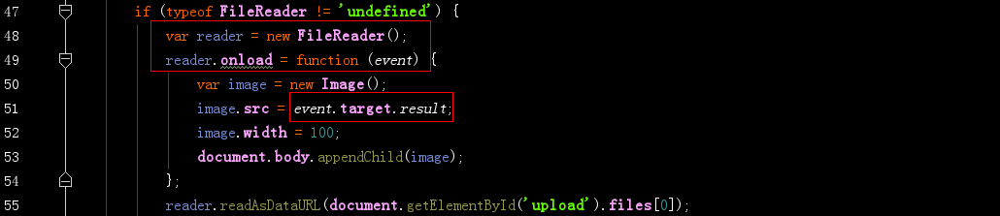 47 if (typeof FileReader != 'undefined') {
48 var reader = new FileReader();
49 reader.onload = function (event) {
50 var image = new Image();
51 image.src = event.target.result;
52 image.width = 100;
53 document.body.appendChild(image);
54 };
55 reader.readAsDataURL(document.getElementById('upload').files[0]);